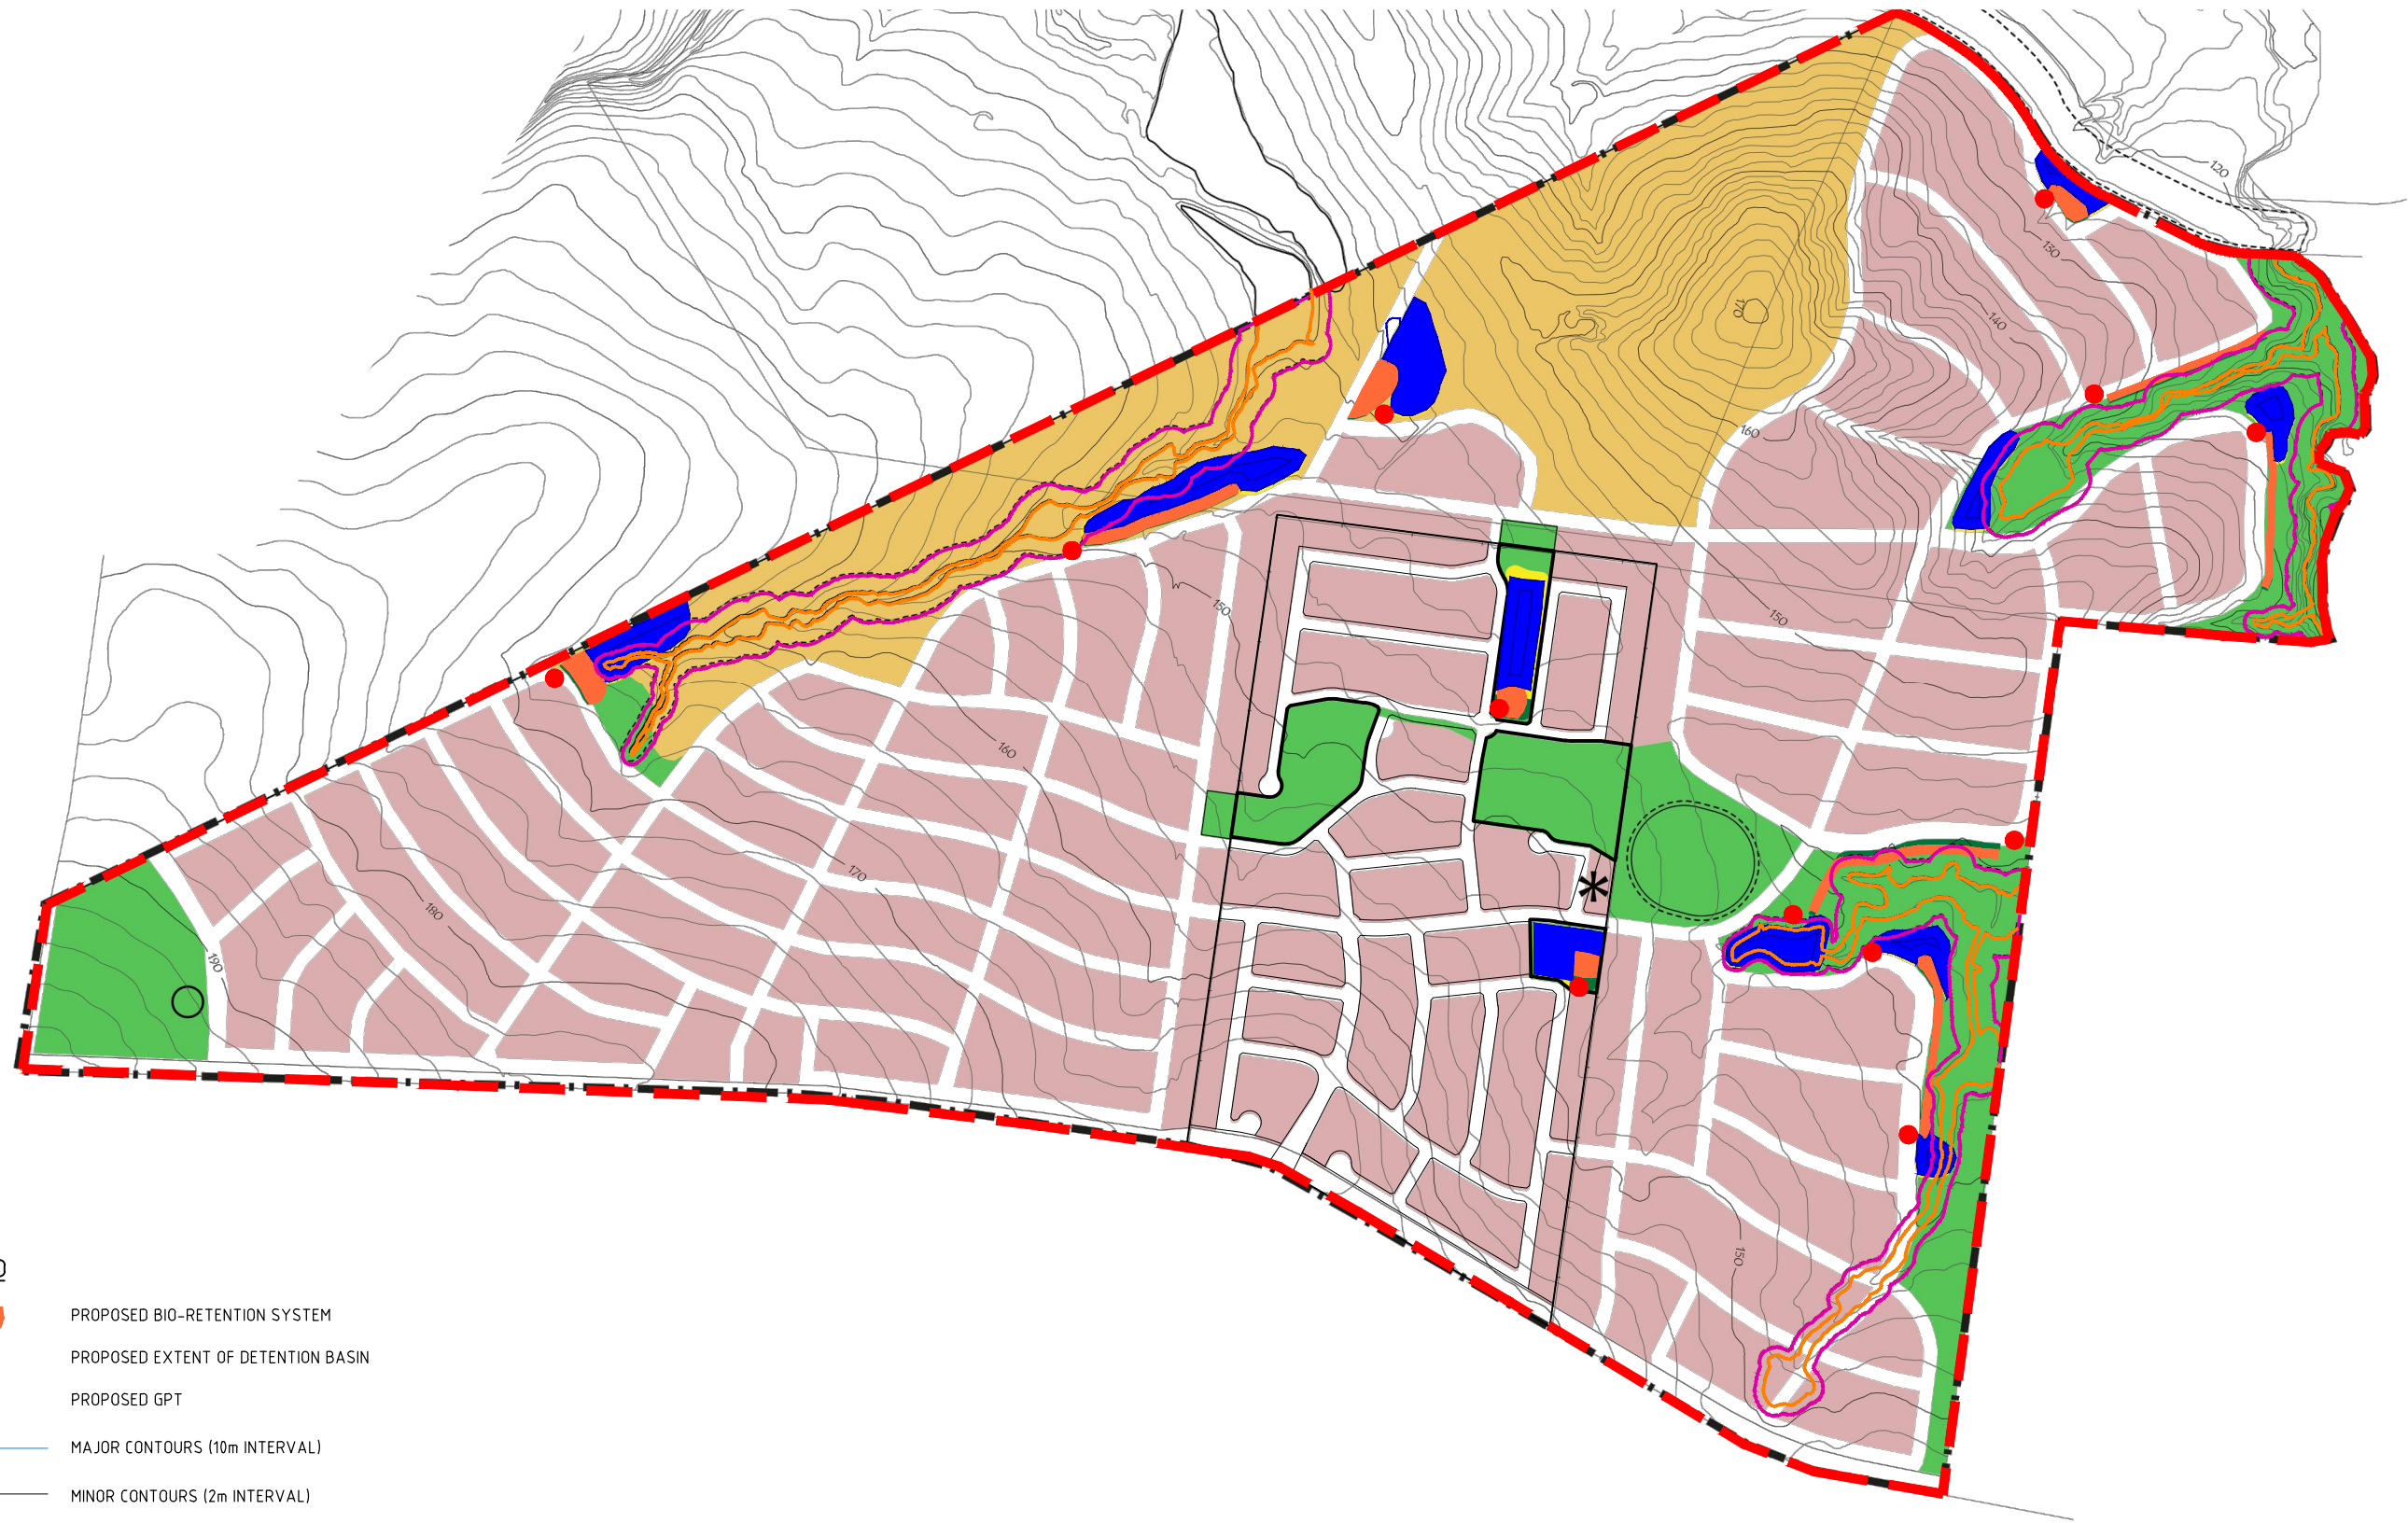 120
130
170
140
160
150
150
160
170
180
190
150
PROPOSED BIO-RETENTION SYSTEM
PROPOSED EXTENT OF DETENTION BASIN
PROPOSED GPT
MAJOR CONTOURS (10m INTERVAL)
MINOR CONTOURS (2m INTERVAL)